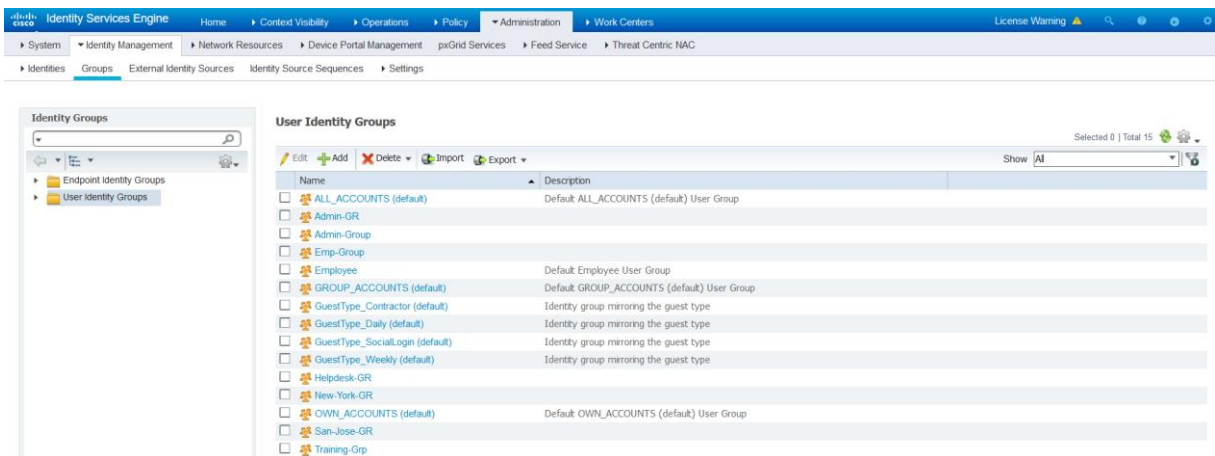 cisco Identity Services Engine Home Context Visibility Operations Policy Administration Work Centers License Warning
System Identity Management Network Resources Device Portal Management pxGrid Services Feed Service Threat Centric NAC
Identities Groups External Identity Sources Identity Source Sequences Settings
Identity Groups
Endpoint Identity Groups
User Identity Groups
User Identity Groups
Selected 0 | Total 15
Edit Add Delete Import Export Show All
Name Description
ALL_ACCOUNTS (default) Default ALL_ACCOUNTS (default) User Group
Admin-GR
Admin-Group
Emp-Group
Employee Default Employee User Group
GROUP_ACCOUNTS (default) Default GROUP_ACCOUNTS (default) User Group
GuestType_Contractor (default) Identity group mirroring the guest type
GuestType_Daily (default) Identity group mirroring the guest type
GuestType_SocialLogin (default) Identity group mirroring the guest type
GuestType_Weekly (default) Identity group mirroring the guest type
Helpdesk-GR
New-York-GR
OWN_ACCOUNTS (default) Default OWN_ACCOUNTS (default) User Group
San-Jose-GR
Training-Grp